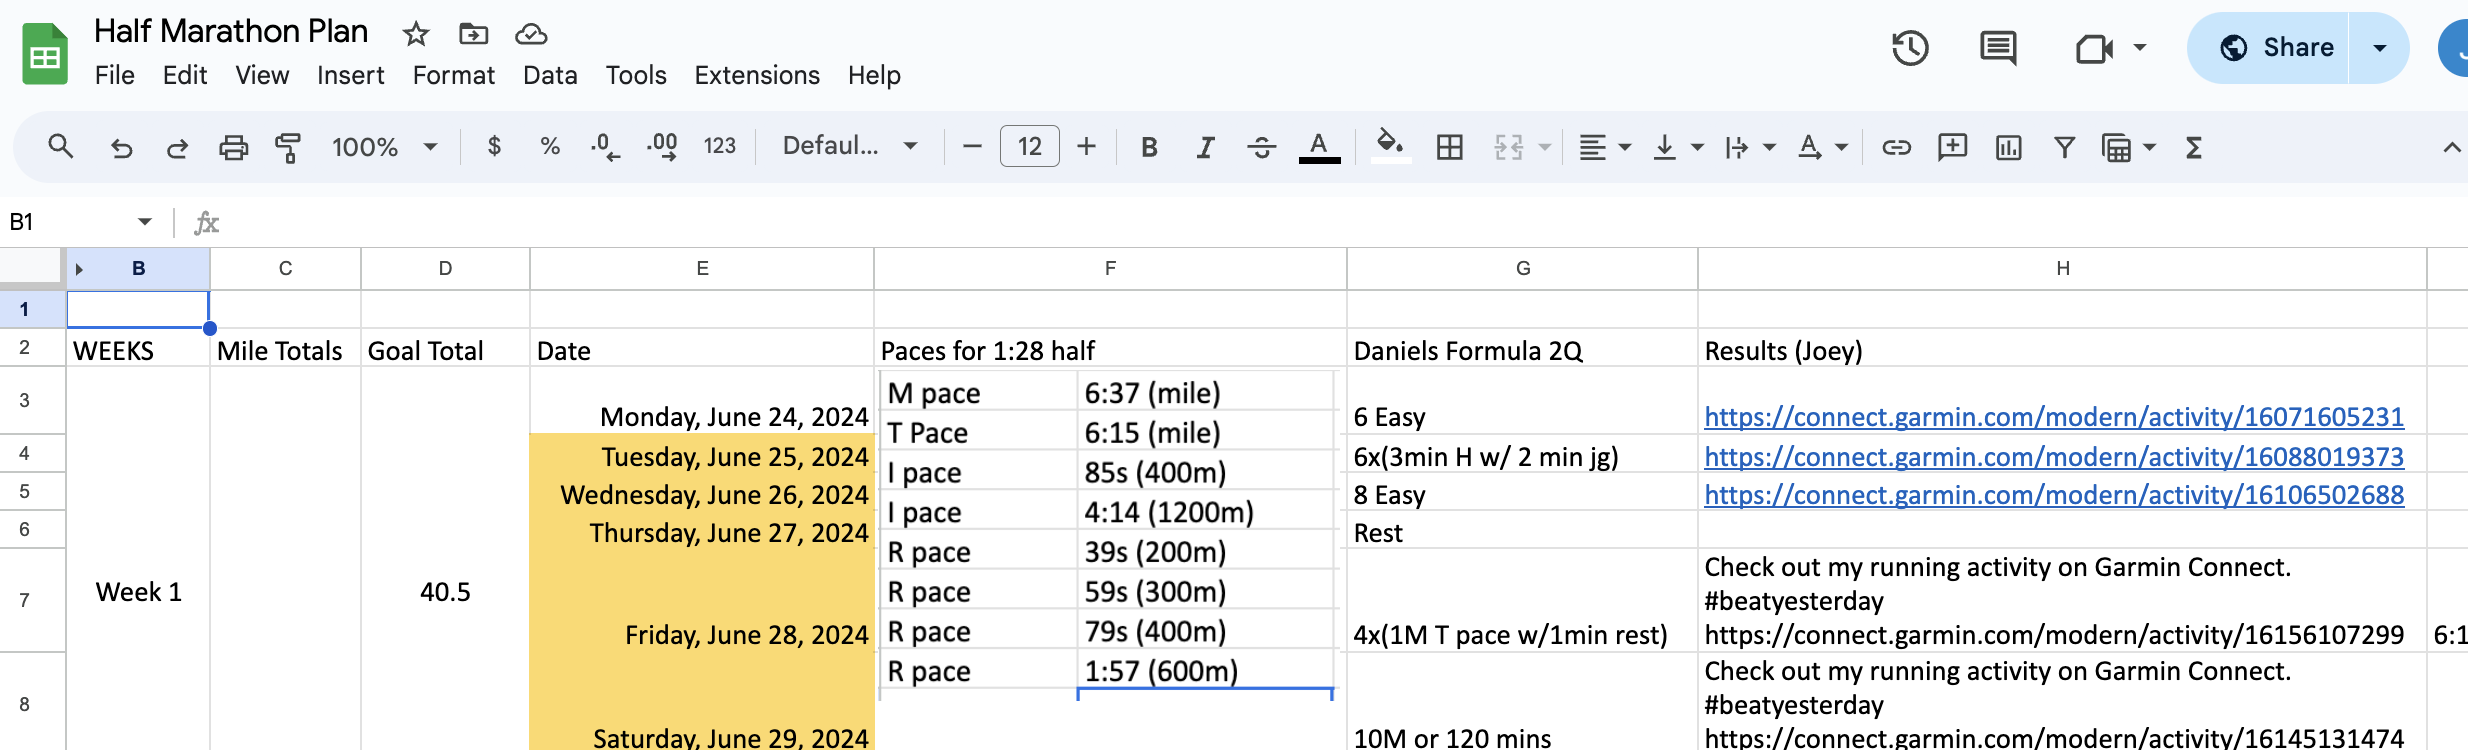 Half Marathon Plan
File Edit View Insert Format Data Tools Extensions Help
Share
100% $ % .0 .00 123 Defaul... 12 B I A
B1 fx
B C D E F G H
1
2 WEEKS Mile Totals Goal Total Date Paces for 1:28 half Daniels Formula 2Q Results (Joey)
M pace 6:37 (mile)
3 Monday, June 24, 2024 6 Easy https://connect.garmin.com/modern/activity/16071605231
T Pace 6:15 (mile)
4 Tuesday, June 25, 2024 6x(3min H w/ 2 min jg) https://connect.garmin.com/modern/activity/16088019373
I pace 85s (400m)
5 Wednesday, June 26, 2024 8 Easy https://connect.garmin.com/modern/activity/16106502688
I pace 4:14 (1200m)
6 Thursday, June 27, 2024 Rest
R pace 39s (200m)
Check out my running activity on Garmin Connect.
7 Week 1 40.5 R pace 59s (300m) #beatyesterday
Friday, June 28, 2024 R pace 79s (400m) 4x(1M T pace w/1min rest) https://connect.garmin.com/modern/activity/16156107299 6:1
R pace 1:57 (600m) Check out my running activity on Garmin Connect.
8 #beatyesterday
Saturday, June 29, 2024 10M or 120 mins https://connect.garmin.com/modern/activity/16145131474